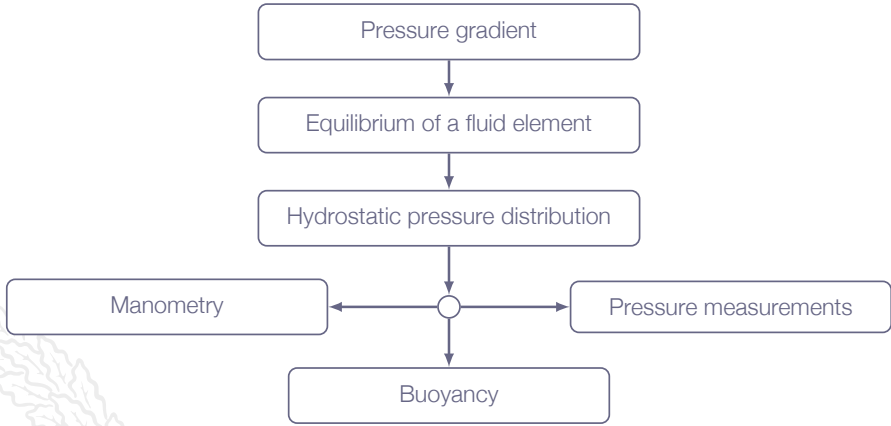 Pressure gradient
Equilibrium of a fluid element
Hydrostatic pressure distribution
Manometry
Pressure measurements
Buoyancy